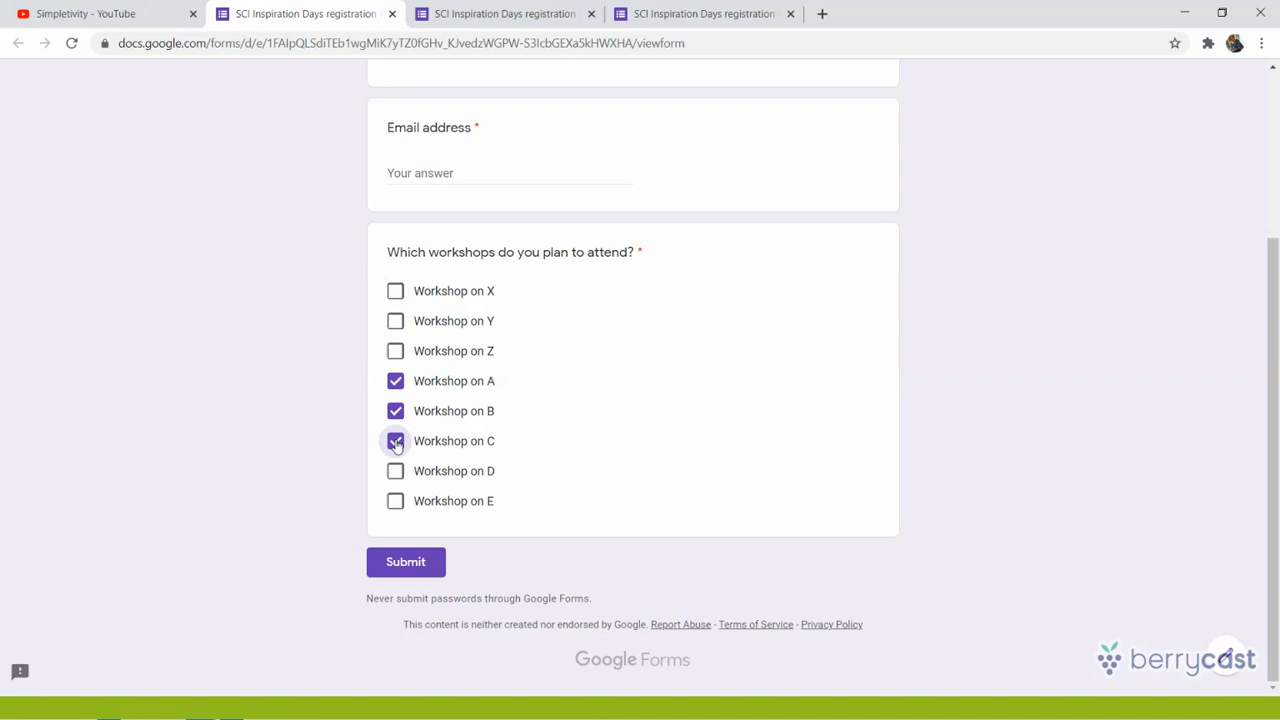 Simpletivity - YouTube
SCI Inspiration Days registration
SCI Inspiration Days registration
SCI Inspiration Days registration
docs.google.com/forms/d/e/1FAIpQLSdiTEb1wgMiK7yTZ0fGHv_KJvedzWGPW-S3IcbGEXa5kHWXHA/viewform
Email address *
Your answer
Which workshops do you plan to attend? *
Workshop on X
Workshop on Y
Workshop on Z
Workshop on A
Workshop on B
Workshop on C
Workshop on D
Workshop on E
Submit
Never submit passwords through Google Forms.
This content is neither created nor endorsed by Google. Report Abuse - Terms of Service - Privacy Policy
Google Forms
berrycast